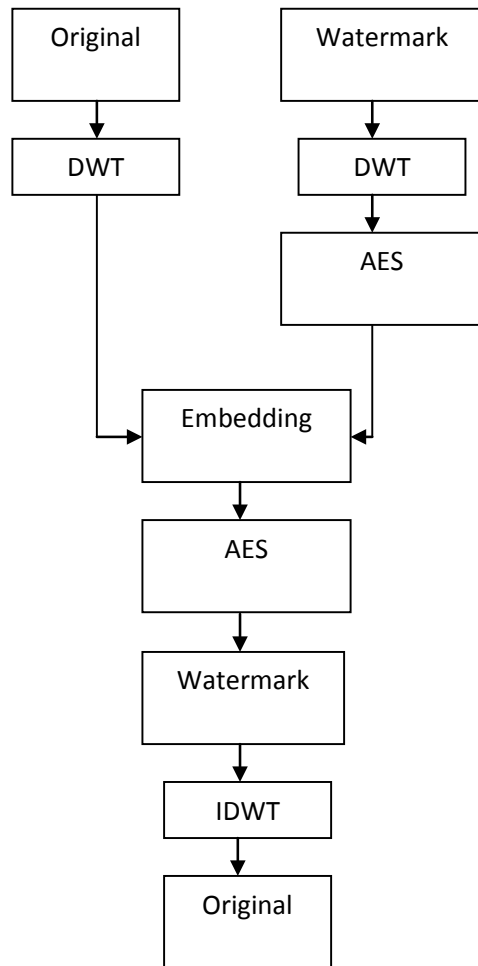 Original
Watermark
DWT
DWT
AES
Embedding
AES
Watermark
IDWT
Original